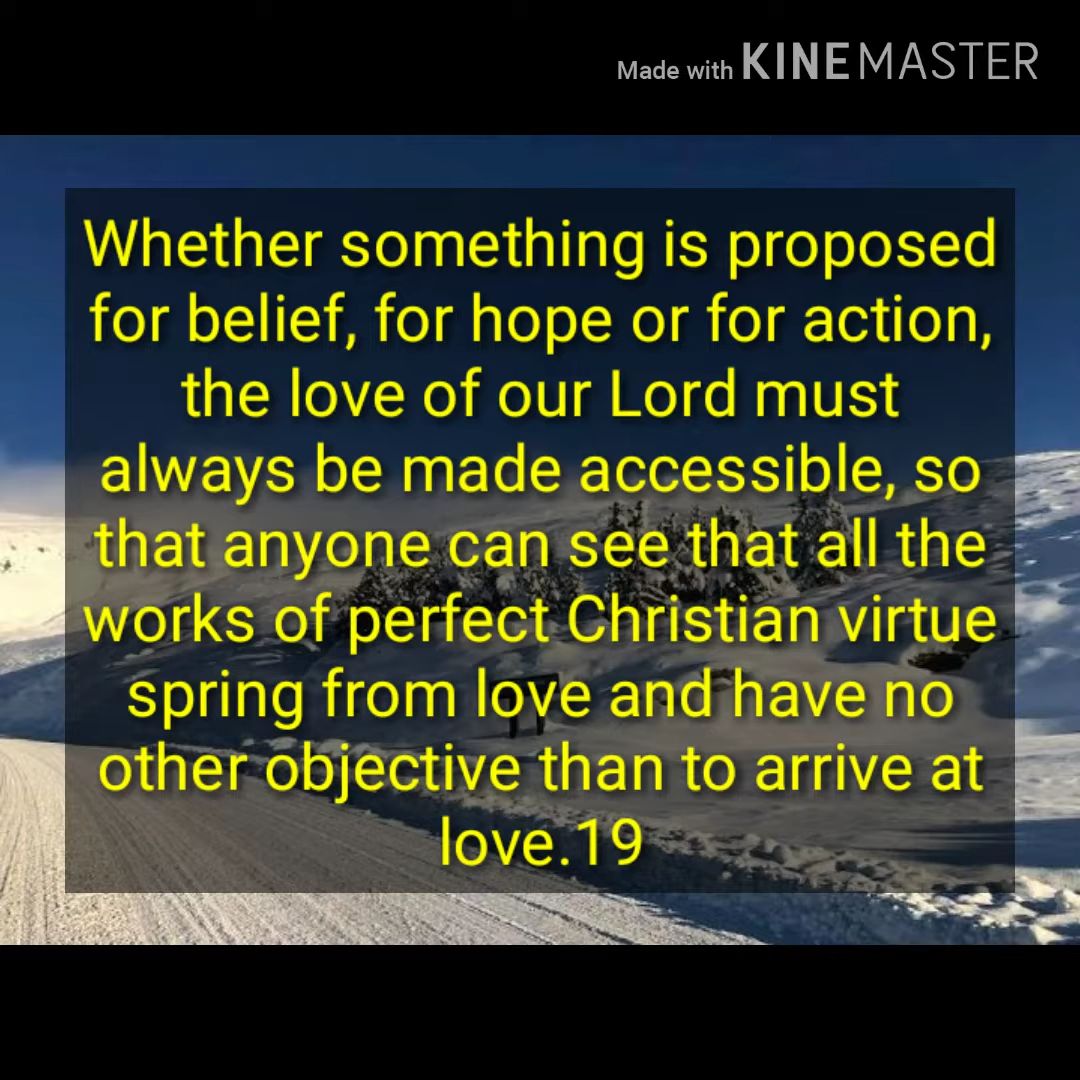 Made with KINEMASTER
Whether something is proposed
for belief, for hope or for action,
the love of our Lord must
always be made accessible, so
that anyone can see that all the
works of perfect Christian virtue
spring from love and have no
other objective than to arrive at
love.19